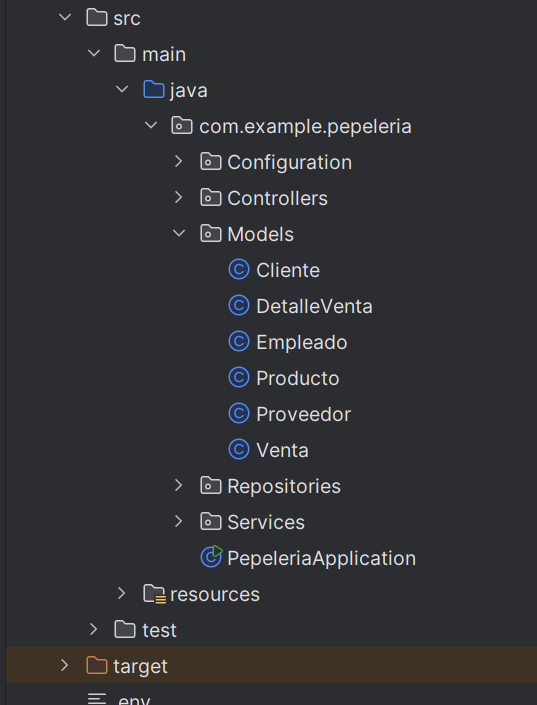 src
main
java
com.example.pepeleria
Configuration
Controllers
Models
Cliente
DetalleVenta
Empleado
Producto
Proveedor
Venta
Repositories
Services
PepeleriaApplication
resources
test
target
.env